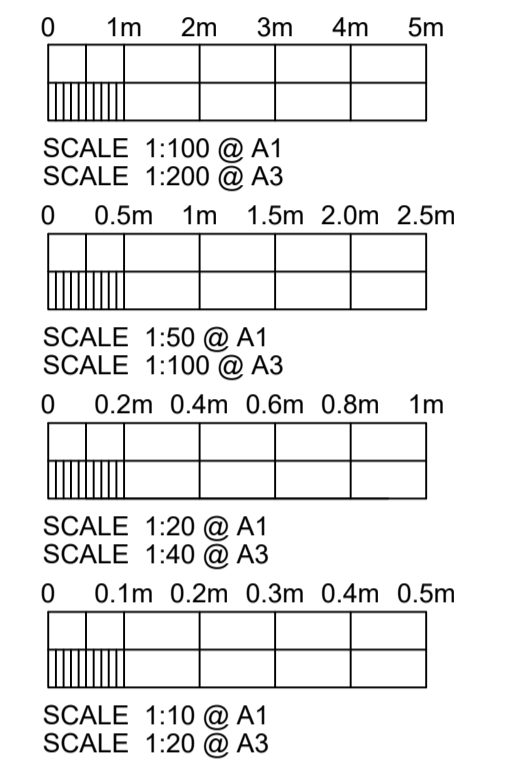 0 1m 2m 3m 4m 5m
SCALE 1:100 @ A1
SCALE 1:200 @ A3
0 0.5m 1m 1.5m 2.0m 2.5m
SCALE 1:50 @ A1
SCALE 1:100 @ A3
0 0.2m 0.4m 0.6m 0.8m 1m
SCALE 1:20 @ A1
SCALE 1:40 @ A3
0 0.1m 0.2m 0.3m 0.4m 0.5m
SCALE 1:10 @ A1
SCALE 1:20 @ A3